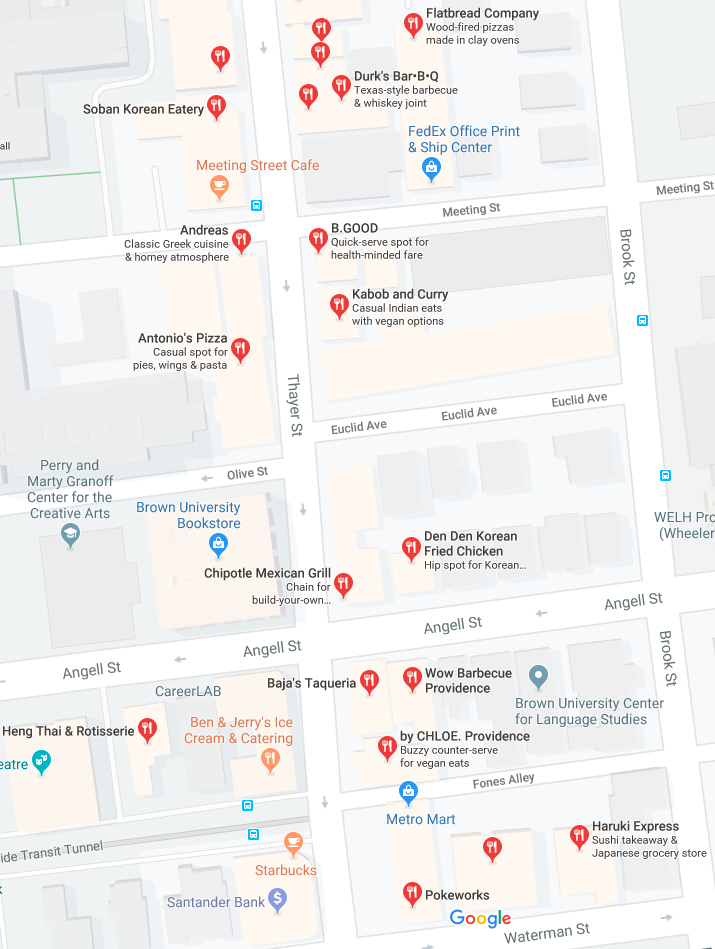 Flatbread Company
Wood-fired pizzas
made in clay ovens
Durk's Bar•B•Q
Texas-style barbecue
& whiskey joint
Soban Korean Eatery
FedEx Office Print
& Ship Center
all
Meeting Street Cafe
Meeting St
Meeting St
Andreas
Classic Greek cuisine
& homey atmosphere
B.GOOD
Quick-serve spot for
health-minded fare
Brook St
Kabob and Curry
Casual Indian eats
with vegan options
Antonio's Pizza
Casual spot for
pies, wings & pasta
Thayer St
Euclid Ave
Euclid Ave
Euclid Ave
Olive St
Perry and
Marty Granoff
Center for the
Creative Arts
Brown University
Bookstore
WELH Pro
(Wheeler
Den Den Korean
Fried Chicken
Hip spot for Korean...
Chipotle Mexican Grill
Chain for
build-your-own...
Angell St
Angell St
Angell St
Angell St
Brook St
CareerLAB
Baja's Taqueria
Wow Barbecue
Providence
Brown University Center
for Language Studies
Heng Thai & Rotisserie
Ben & Jerry's Ice
Cream & Catering
by CHLOE. Providence
Buzzy counter-serve
for vegan eats
eatre
Fones Alley
Metro Mart
ide Transit Tunnel
Haruki Express
Sushi takeaway &
Japanese grocery store
Starbucks
k
Santander Bank
$
Pokeworks
Google
Waterman St